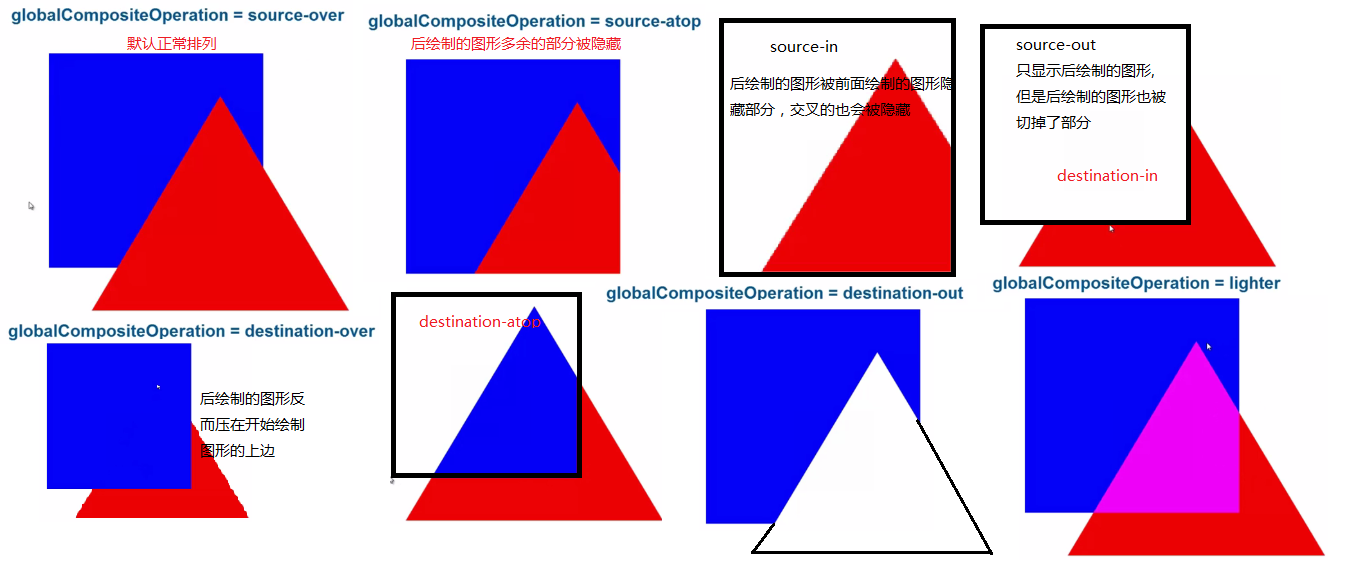 globalCompositeOperation = source-over
默认正常排列
globalCompositeOperation = source-atop
后绘制的图形多余的部分被隐藏
source-in
后绘制的图形被前面绘制的图形隐
藏部分，交叉的也会被隐藏
source-out
只显示后绘制的图形,
但是后绘制的图形也被
切掉了部分
destination-in
globalCompositeOperation = destination-over
后绘制的图形反
而压在开始绘制
图形的上边
destination-atop
globalCompositeOperation = destination-out
globalCompositeOperation = lighter